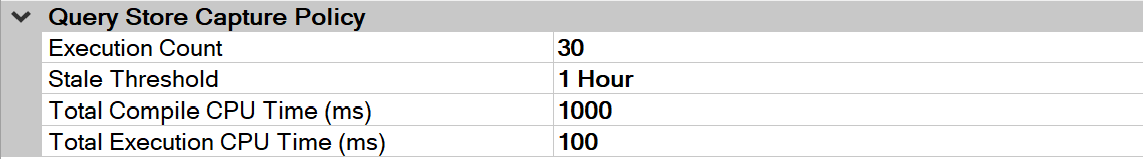 Query Store Capture Policy
Execution Count 30
Stale Threshold 1 Hour
Total Compile CPU Time (ms) 1000
Total Execution CPU Time (ms) 100